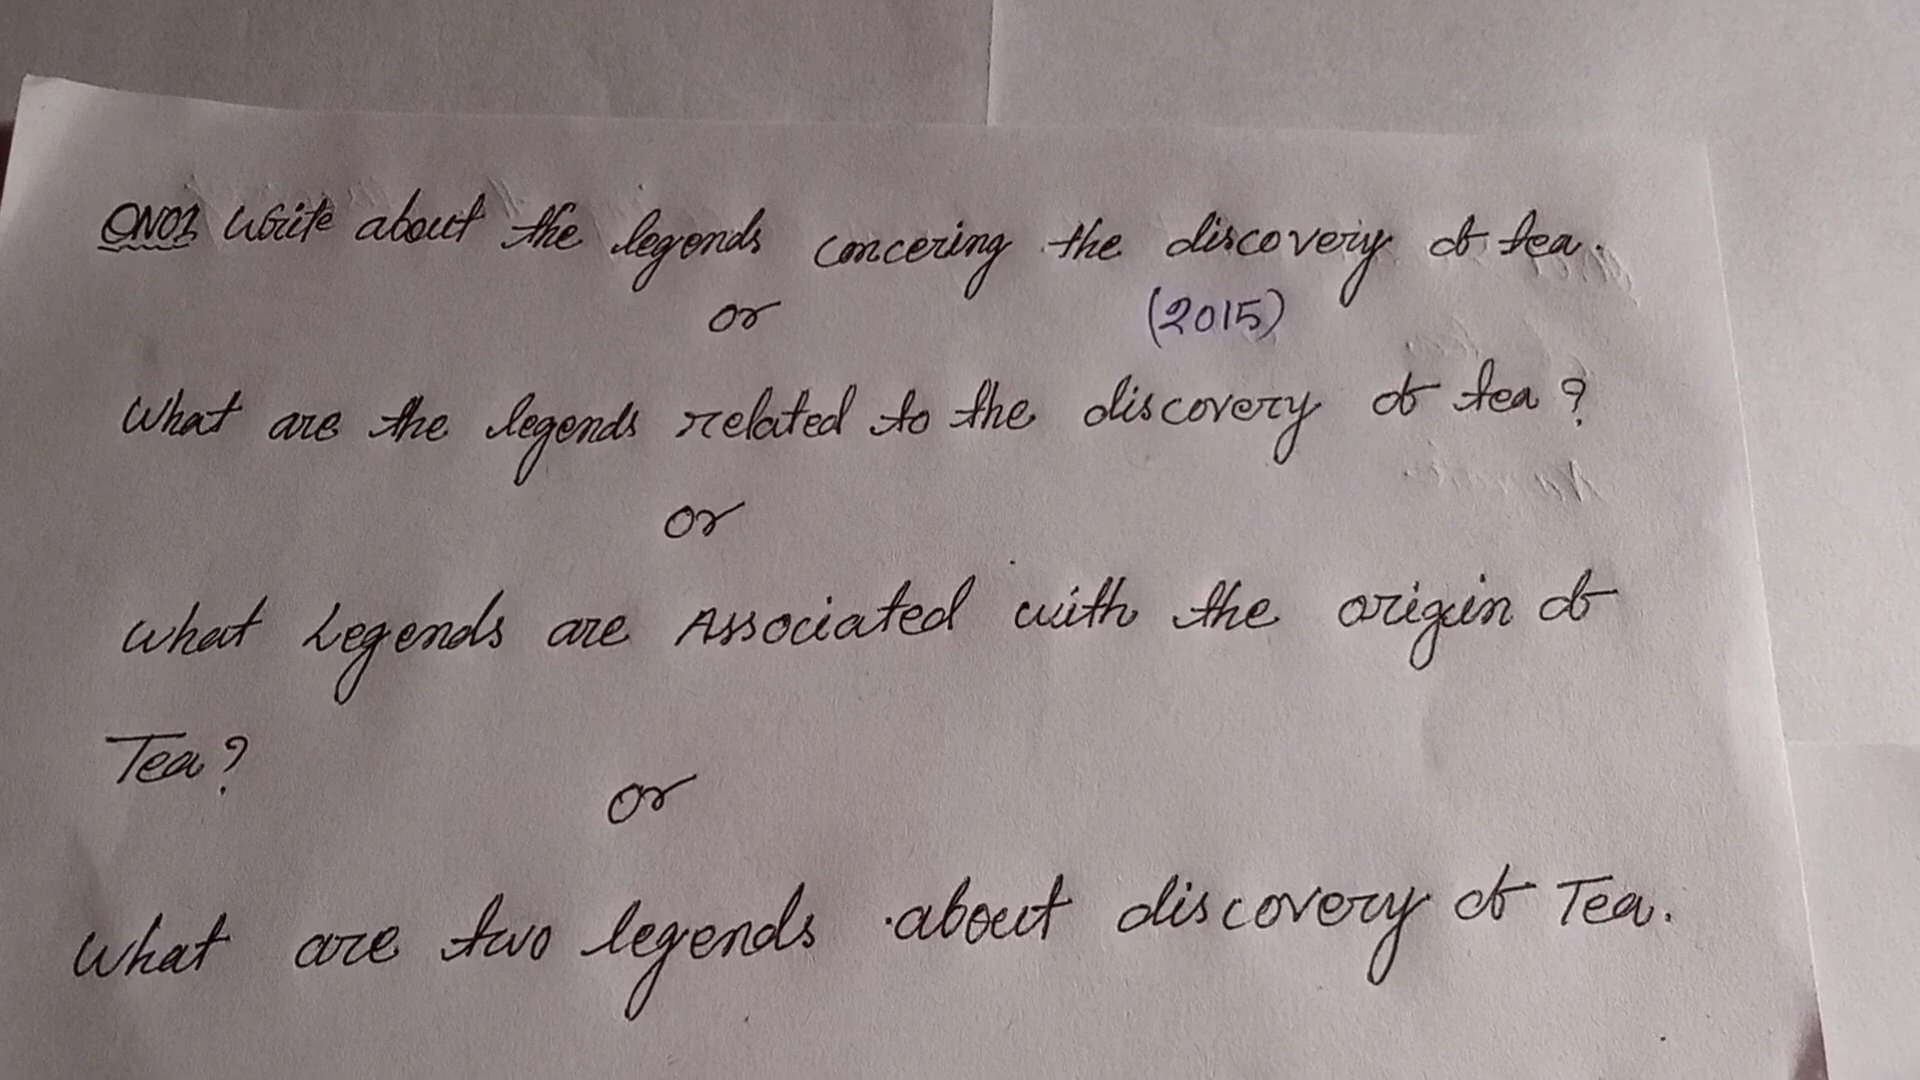 QNO1 Write about the legends concering the discovery of tea.
or (2015)
What are the legends related to the discovery of tea?
or
What Legends are Associated with the origin of
Tea?
or
What are two legends about discovery of Tea.